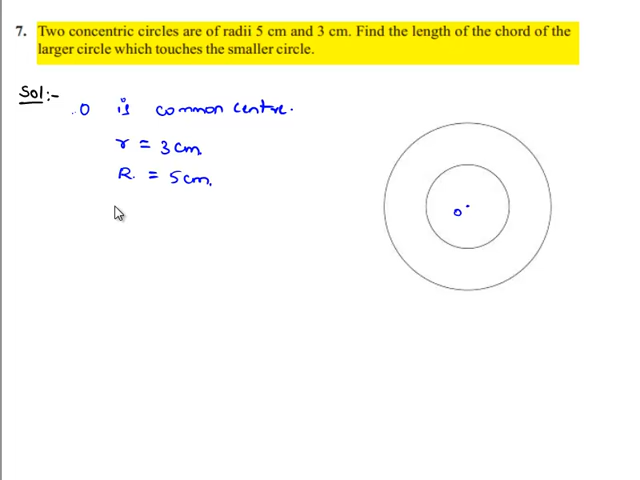 7. Two concentric circles are of radii 5 cm and 3 cm. Find the length of the chord of the
larger circle which touches the smaller circle.
Sol:-
O is common centre.
r = 3 cm
R. = 5 cm.
O